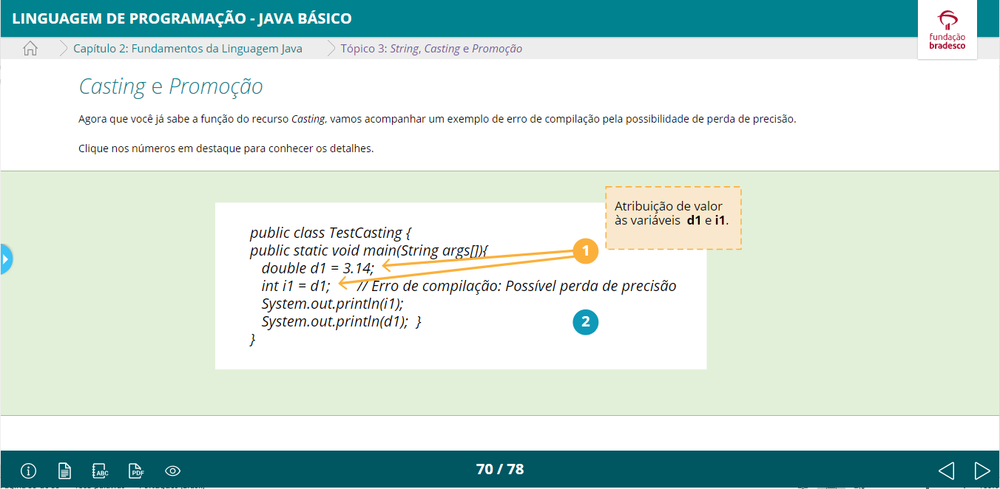 LINGUAGEM DE PROGRAMAÇÃO - JAVA BÁSICO
fundação
bradesco
Capítulo 2: Fundamentos da Linguagem Java
Tópico 3: String, Casting e Promoção
Casting e Promoção
Agora que você já sabe a função do recurso Casting, vamos acompanhar um exemplo de erro de compilação pela possibilidade de perda de precisão.
Clique nos números em destaque para conhecer os detalhes.
Atribuição de valor
às variáveis d1 e i1.
public class TestCasting {
public static void main(String args[]){
1
double d1 = 3.14;
int i1 = d1; // Erro de compilação: Possível perda de precisão
System.out.println(i1);
System.out.println(d1); }
2
}
ABC
PDF
70 / 78